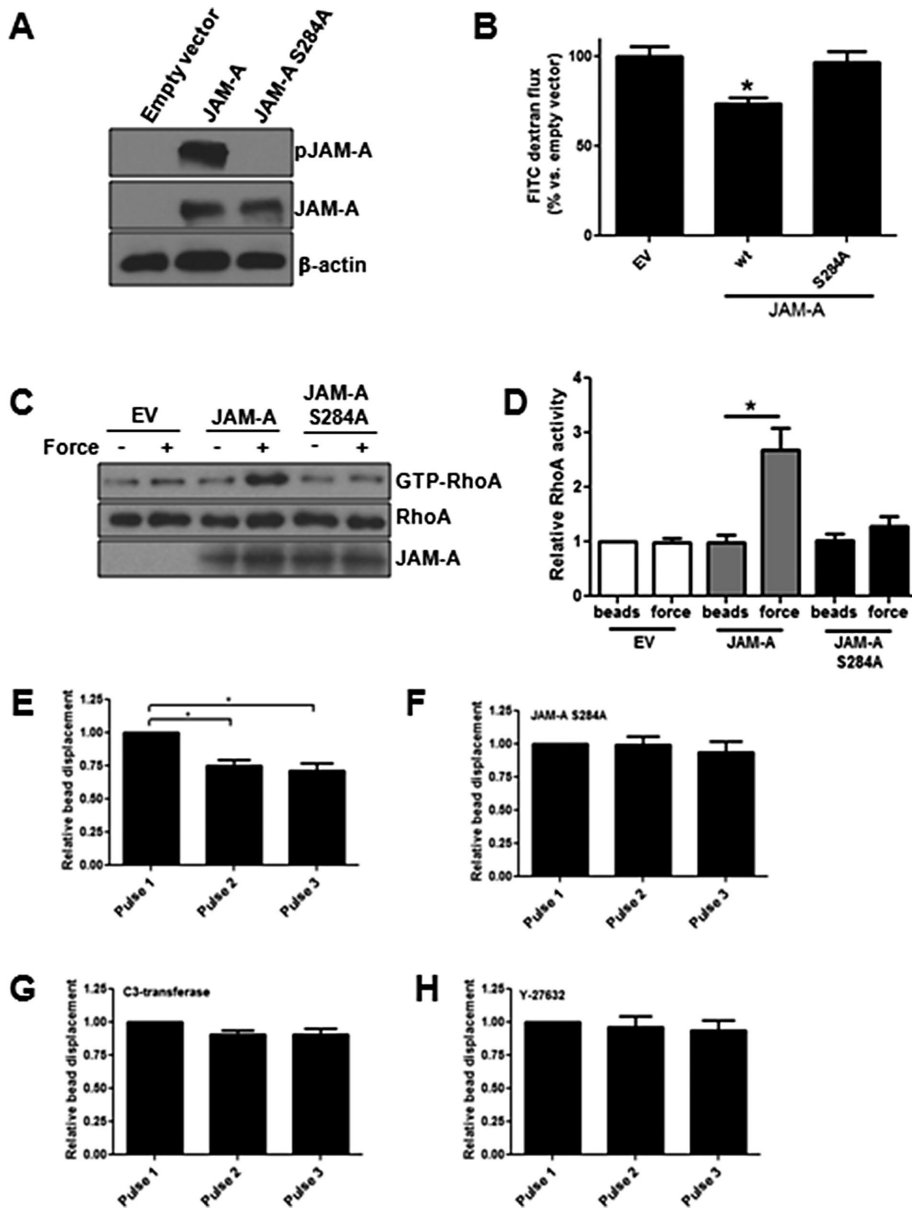 A
Empty vector
JAM-A
JAM-A S284A
pJAM-A
JAM-A
β-actin
B
FITC dextran flux
(% vs. empty vector)
100
50
0
*
EV
wt
S284A
JAM-A
C
EV
JAM-A
JAM-A
S284A
Force - + - + - +
GTP-RhoA
RhoA
JAM-A
D
Relative RhoA activity
4
3
2
1
0
*
beads force beads force beads force
EV
JAM-A
JAM-A
S284A
E
Relative bead displacement
1.25
1.00
0.75
0.50
0.25
0.00
*
*
Pulse 1
Pulse 2
Pulse 3
F
JAM-A S284A
Relative bead displacement
1.25
1.00
0.75
0.50
0.25
0.00
Pulse 1
Pulse 2
Pulse 3
G
C3-transferase
Relative bead displacement
1.25
1.00
0.75
0.50
0.25
0.00
Pulse 1
Pulse 2
Pulse 3
H
Y-27632
Relative bead displacement
1.25
1.00
0.75
0.50
0.25
0.00
Pulse 1
Pulse 2
Pulse 3